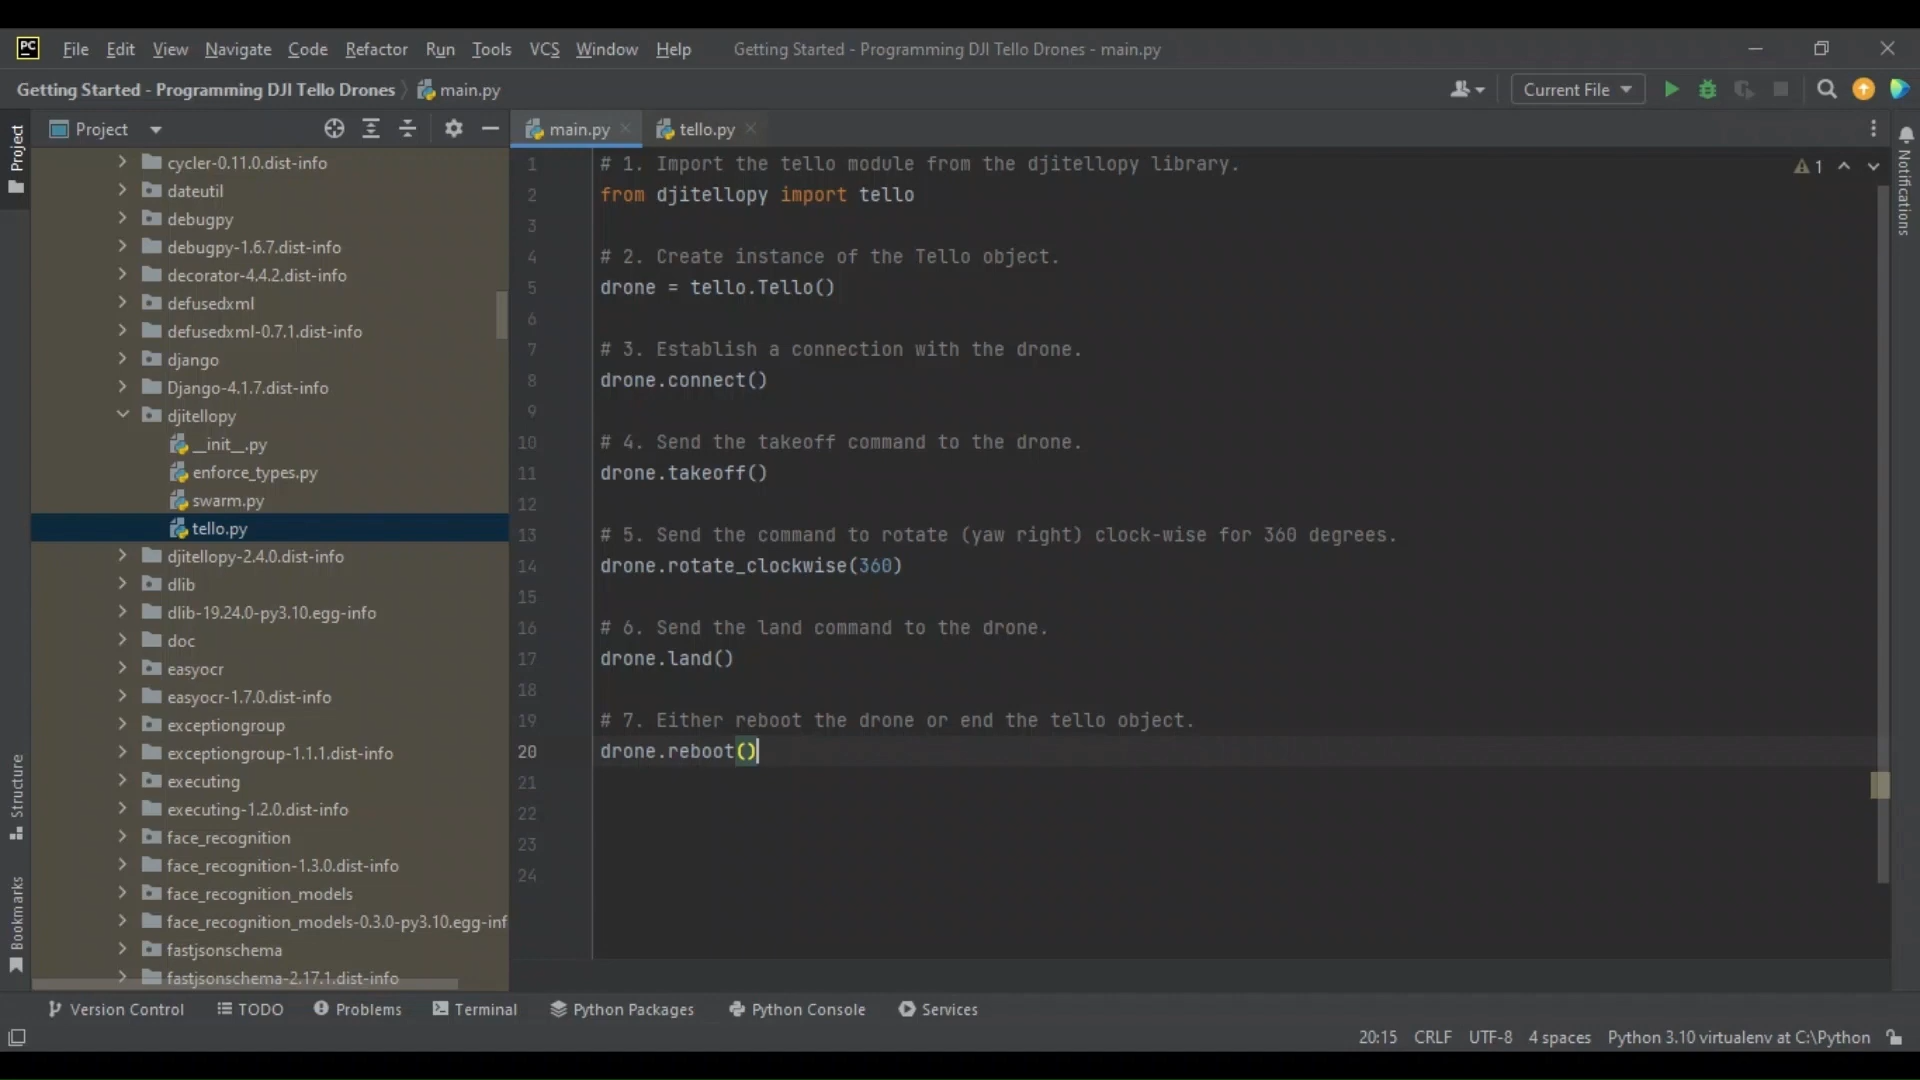 PC File Edit View Navigate Code Refactor Run Tools VCS Window Help Getting Started - Programming DJI Tello Drones - main.py
Getting Started - Programming DJI Tello Drones main.py Current File
Project
Project
cycler-0.11.0.dist-info
dateutil
debugpy
debugpy-1.6.7.dist-info
decorator-4.4.2.dist-info
defusedxml
defusedxml-0.7.1.dist-info
django
Django-4.1.7.dist-info
djitellopy
__init__.py
enforce_types.py
swarm.py
tello.py
djitellopy-2.4.0.dist-info
dlib
dlib-19.24.0-py3.10.egg-info
doc
easyocr
easyocr-1.7.0.dist-info
exceptiongroup
exceptiongroup-1.1.1.dist-info
executing
executing-1.2.0.dist-info
face_recognition
face_recognition-1.3.0.dist-info
face_recognition_models
face_recognition_models-0.3.0-py3.10.egg-inf
fastjsonschema
fastjsonschema-2.17.1.dist-info
Structure
Bookmarks
main.py tello.py
1 # 1. Import the tello module from the djitellopy library.
2 from djitellopy import tello
3
4 # 2. Create instance of the Tello object.
5 drone = tello.Tello()
6
7 # 3. Establish a connection with the drone.
8 drone.connect()
9
10 # 4. Send the takeoff command to the drone.
11 drone.takeoff()
12
13 # 5. Send the command to rotate (yaw right) clock-wise for 360 degrees.
14 drone.rotate_clockwise(360)
15
16 # 6. Send the land command to the drone.
17 drone.land()
18
19 # 7. Either reboot the drone or end the tello object.
20 drone.reboot()
21
22
23
24
1
Notifications
Version Control TODO Problems Terminal Python Packages Python Console Services
20:15 CRLF UTF-8 4 spaces Python 3.10 virtualenv at C:\Python